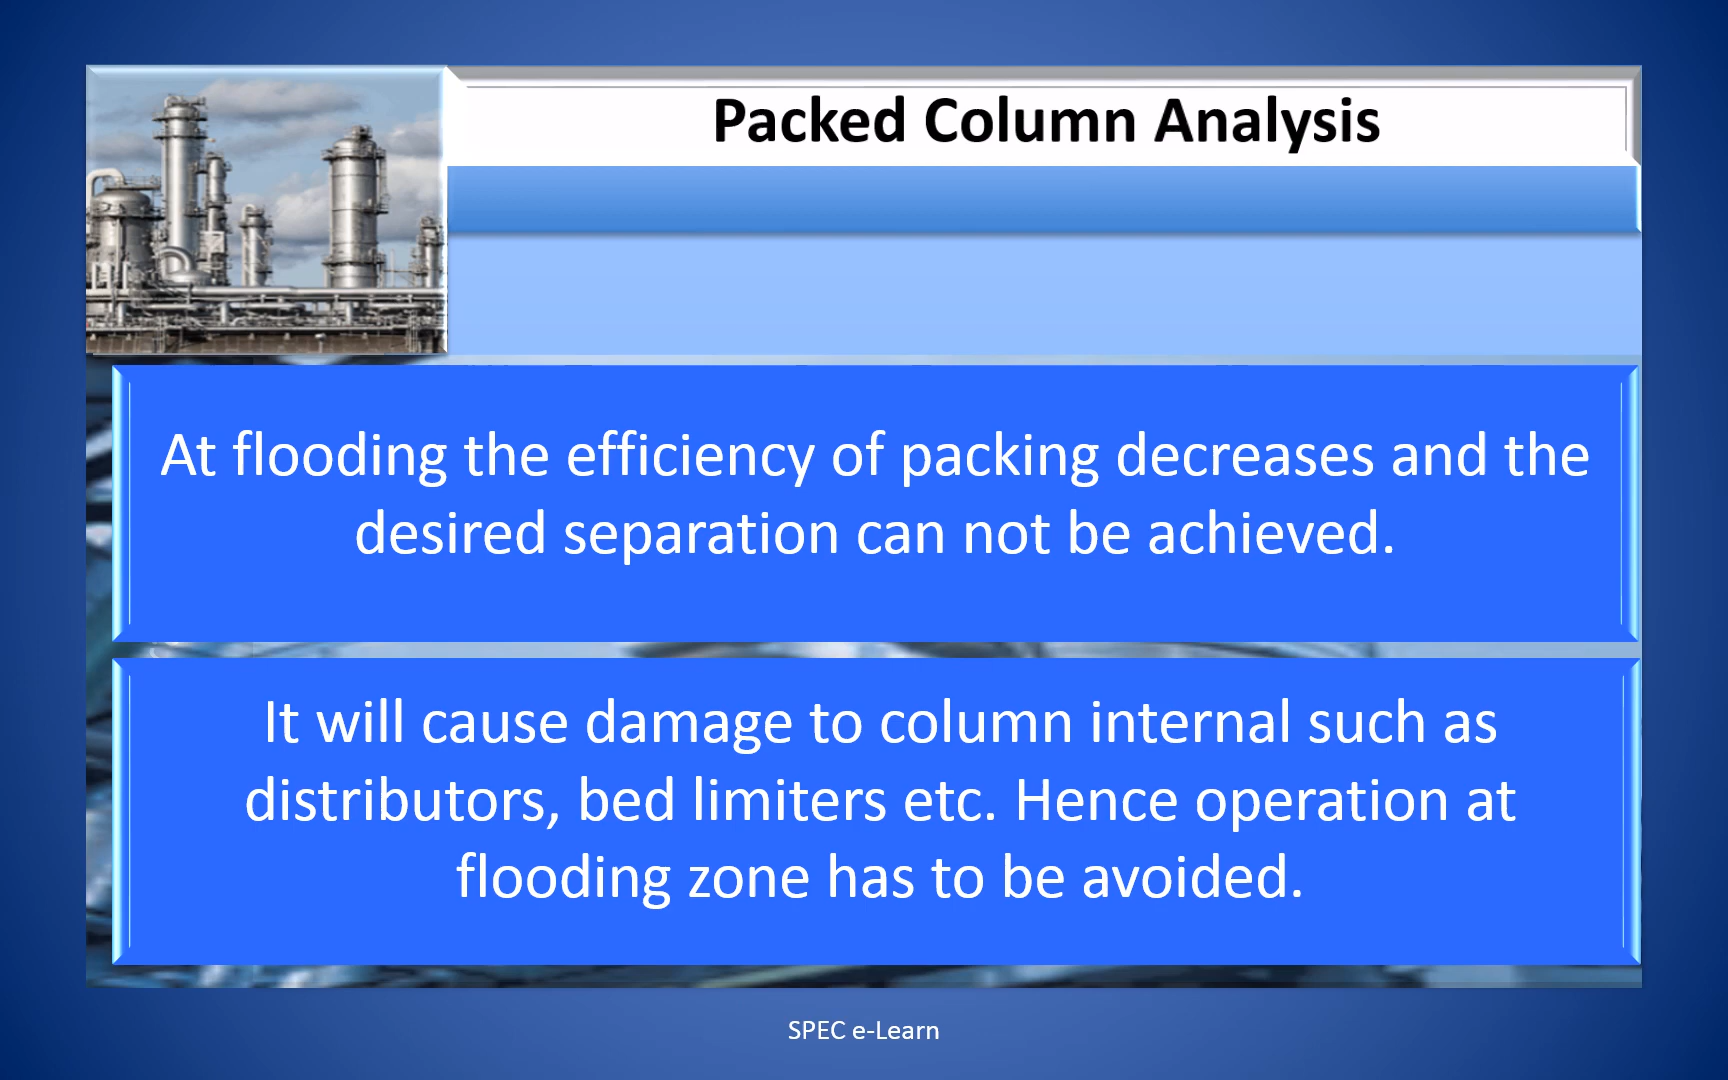 Packed Column Analysis
At flooding the efficiency of packing decreases and the
desired separation can not be achieved.
It will cause damage to column internal such as
distributors, bed limiters etc. Hence operation at
flooding zone has to be avoided.
SPEC e-Learn